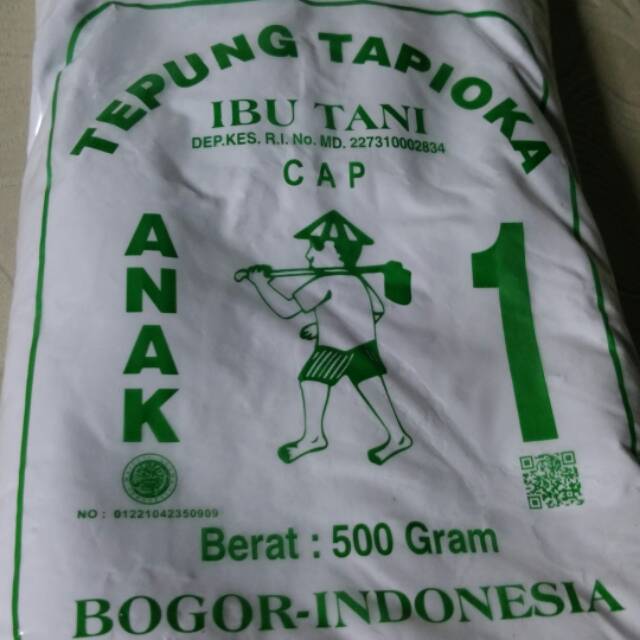 TEPUNG TAPIOKA
IBU TANI
DEP.KES. R.I. No. MD. 227310002834
CAP
ANAK
1
NO : 01221042350909
Berat : 500 Gram
BOGOR-INDONESIA